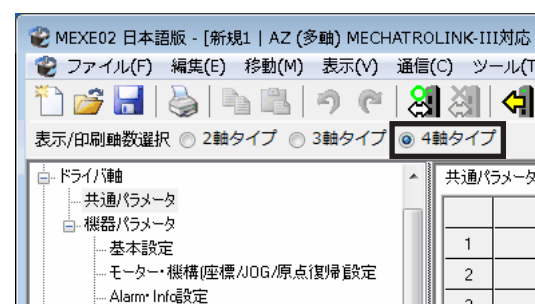 MEXE02 日本語版 - [新規1 | AZ (多軸) MECHATROLINK-III対応
ファイル(F) 編集(E) 移動(M) 表示(V) 通信(C) ツール(T
表示/印刷軸数選択 2軸タイプ 3軸タイプ 4軸タイプ
ドライバ軸
共通パラメータ
共通パラメータ
機器パラメータ
基本設定
1
モーター・機構(座標/JOG/原点復帰)設定
2
Alarm・Info設定